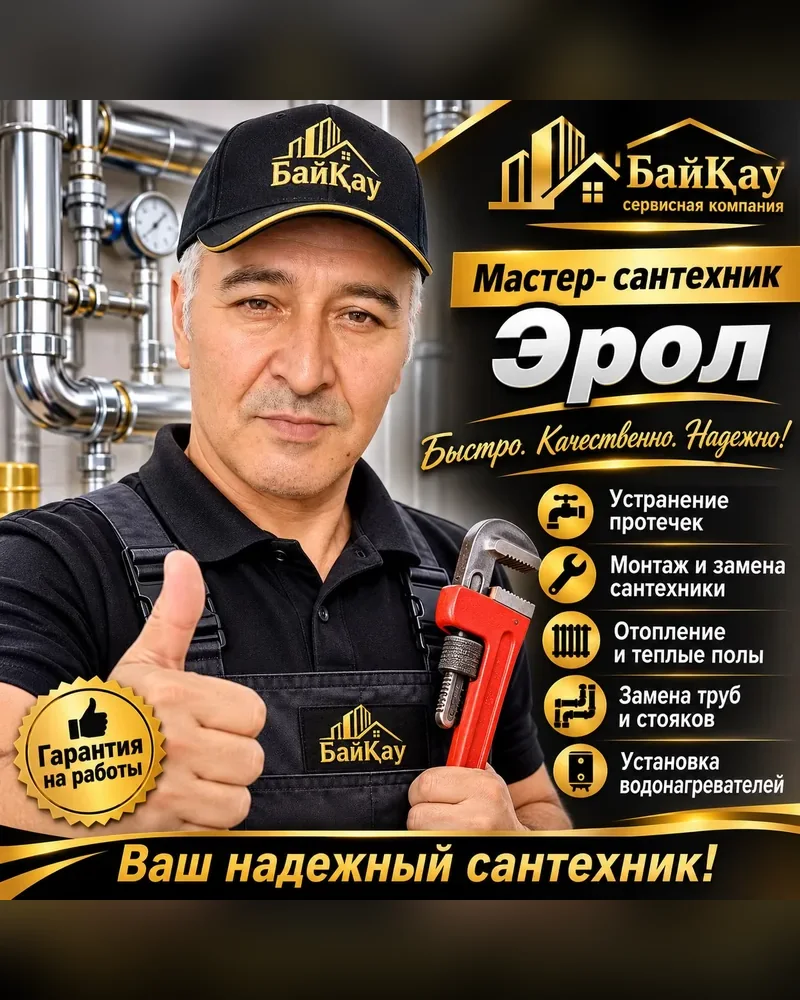 БайҚау
БайҚау
сервисная компания
Мастер- сантехник
Эрол
Быстро. Качественно. Надежно!
Устранение
протечек
Монтаж и замена
сантехники
Отопление
и теплые полы
Замена труб
и стояков
Установка
водонагревателей
БайҚау
Гарантия
на работы
Ваш надежный сантехник!